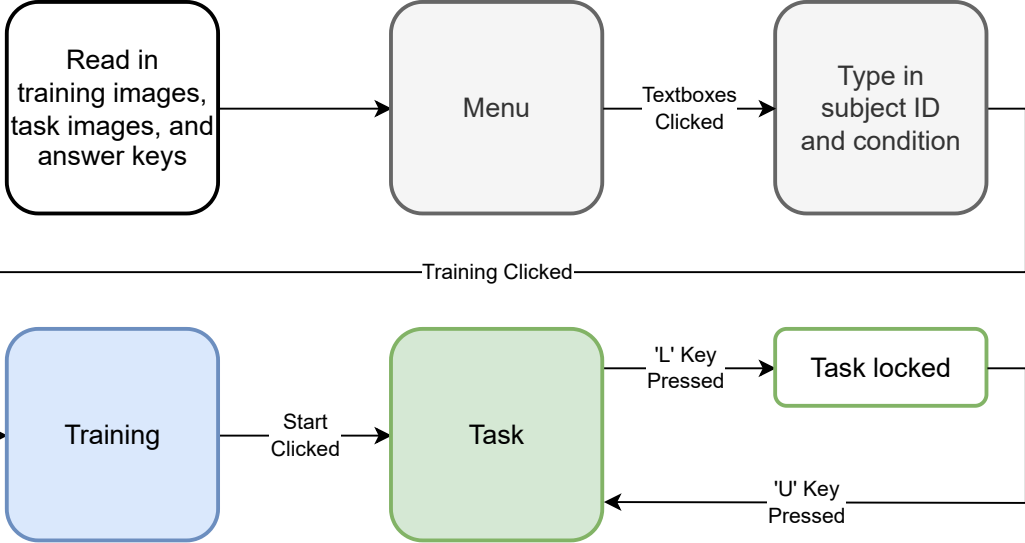 Read in
training images,
task images, and
answer keys
Menu
Textboxes
Clicked
Type in
subject ID
and condition
Training Clicked
Training
Start
Clicked
Task
'L' Key
Pressed
Task locked
'U' Key
Pressed